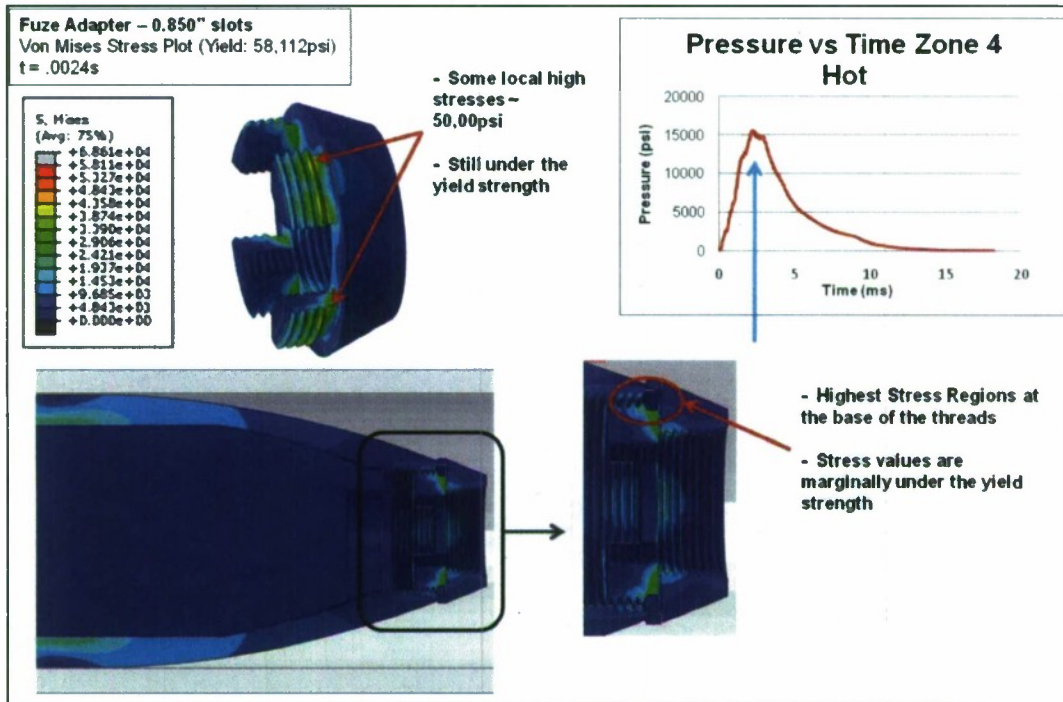 Fuze Adapter – 0.850" slots
Von Mises Stress Plot (Yield: 58,112psi)
t = .0024s
S, Mises
(Avg: 75%)
+6.861e+04
+5.811e+04
+5.327e+04
+4.843e+04
+4.358e+04
+3.874e+04
+3.390e+04
+2.906e+04
+2.421e+04
+1.937e+04
+1.453e+04
+9.685e+03
+4.843e+03
+0.000e+00
- Some local high
stresses ~
50,00psi
- Still under the
yield strength
Pressure vs Time Zone 4
Hot
Pressure (psi)
20000
15000
10000
5000
0
0
5
10
15
20
Time (ms)
- Highest Stress Regions at
the base of the threads
- Stress values are
marginally under the yield
strength